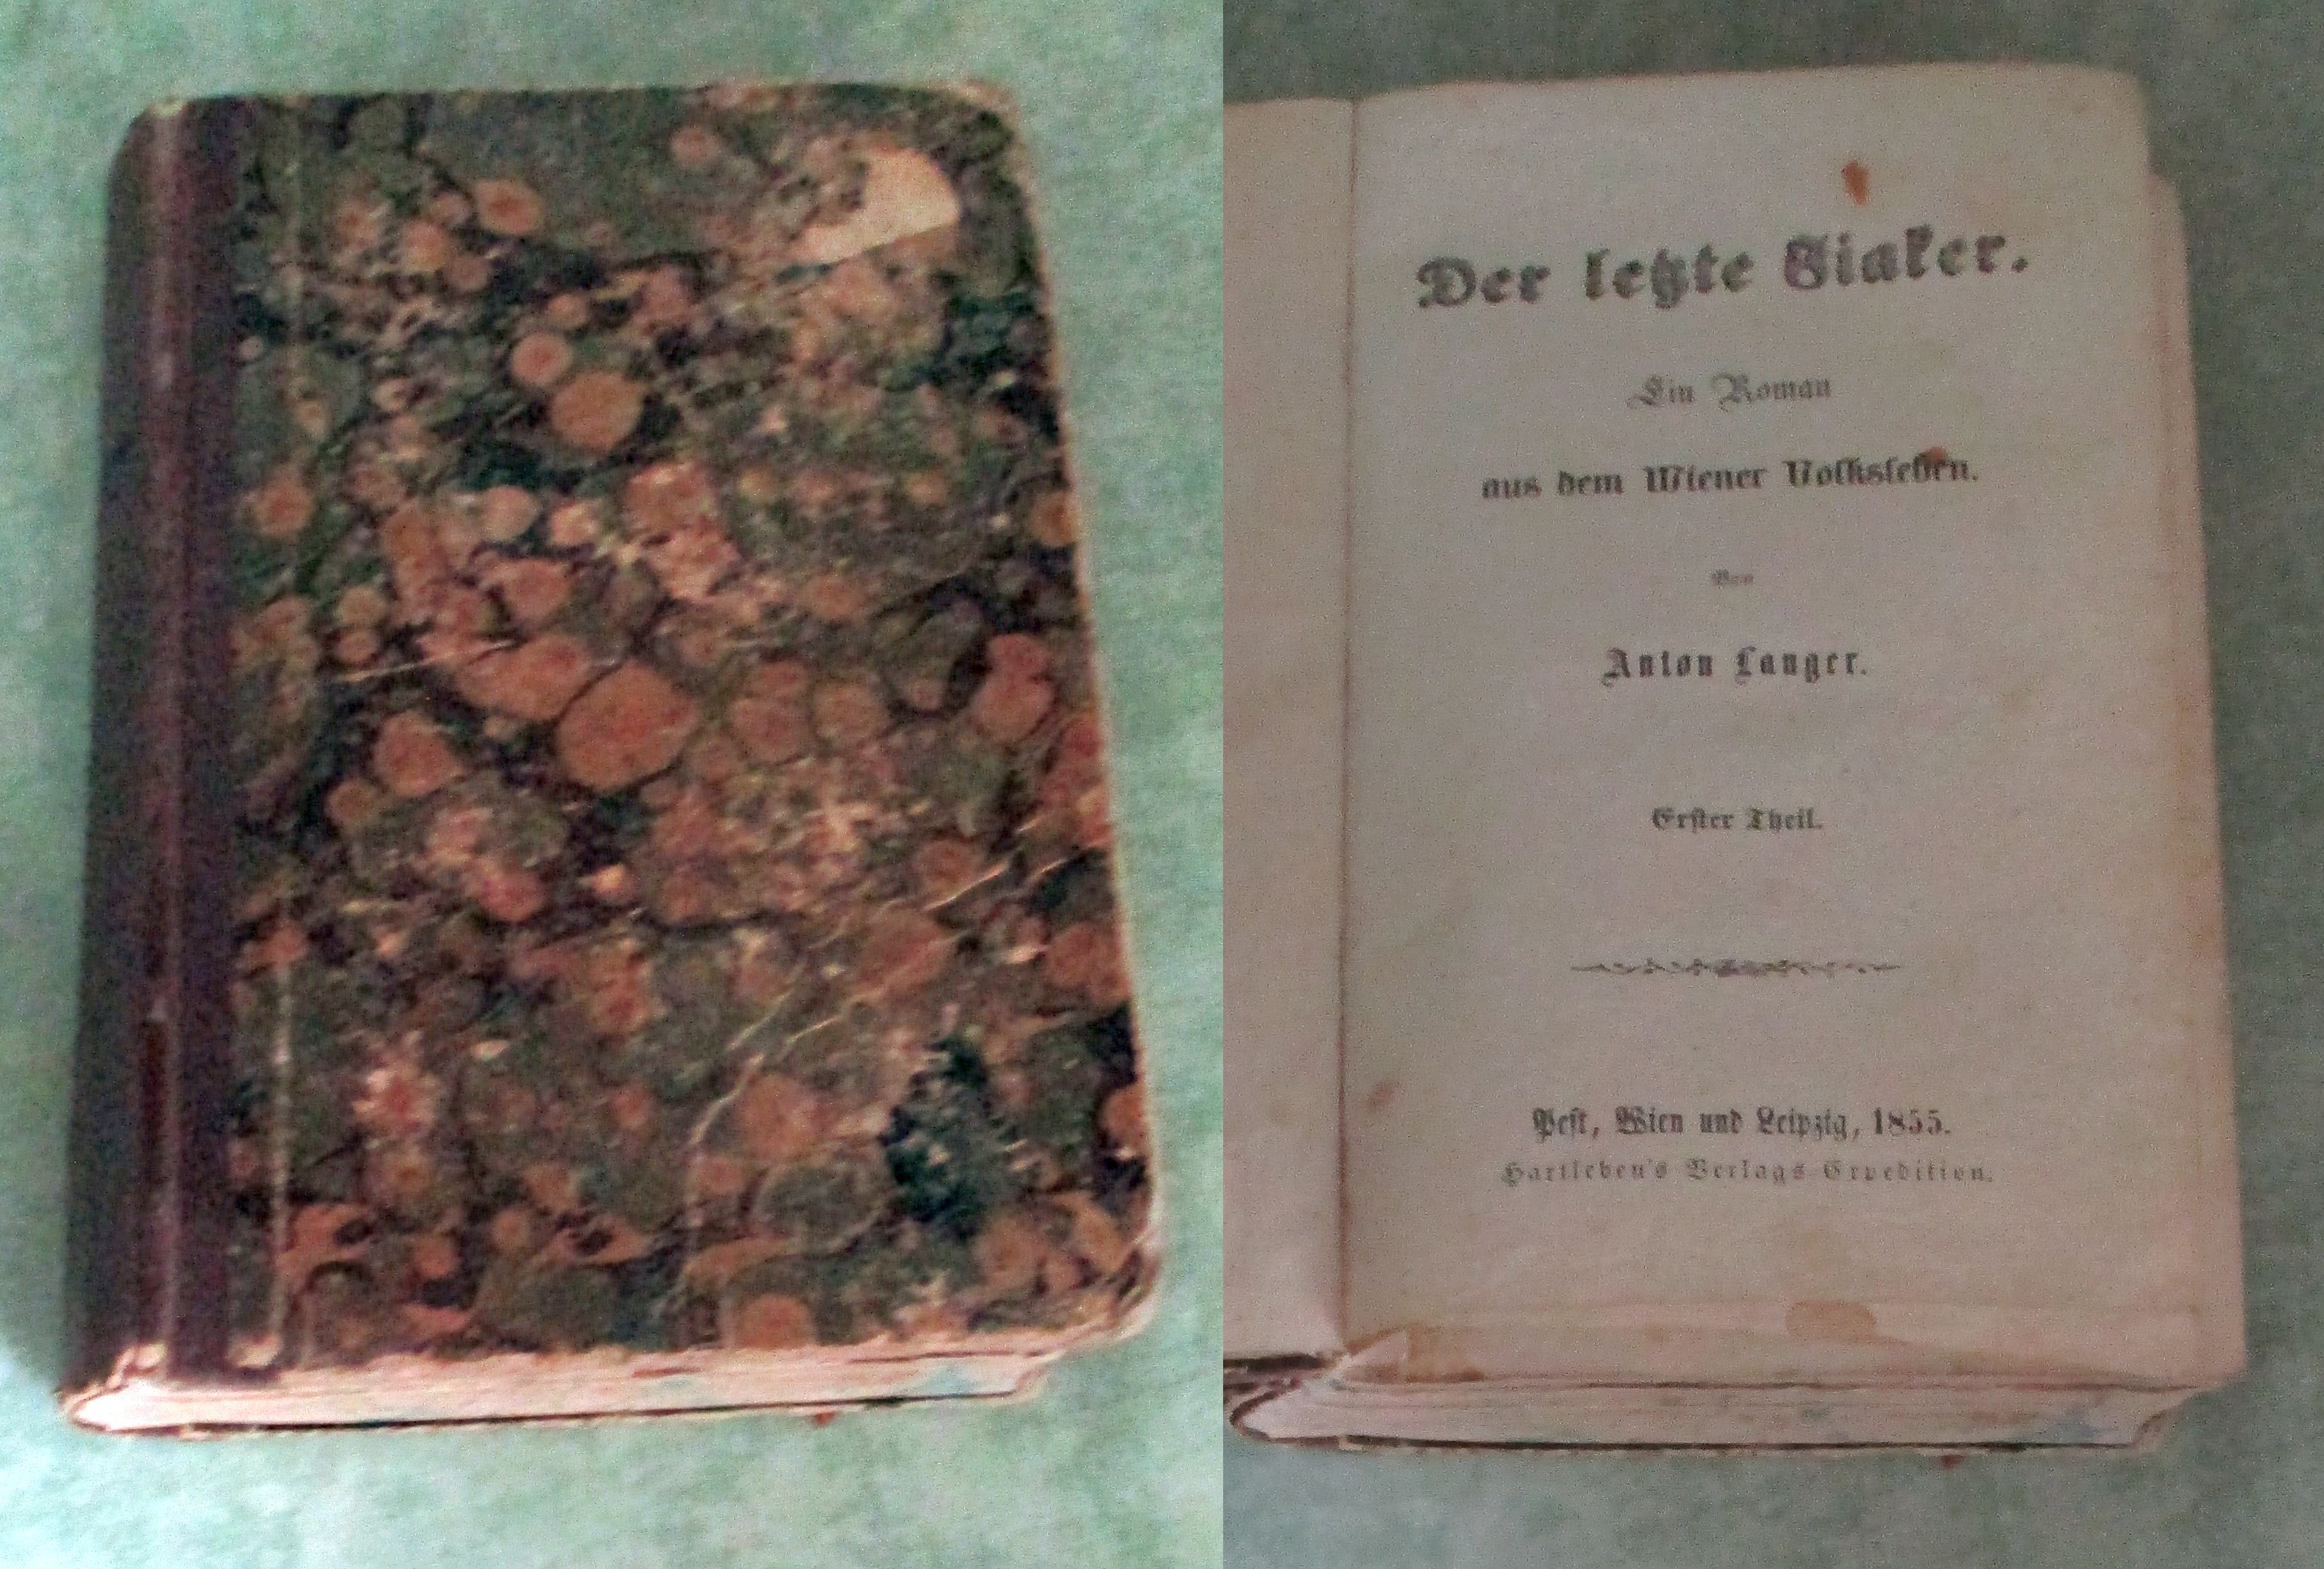 Der letzte Fiaker.
Ein Roman
aus dem Wiener Volksleben.
Von
Anton Langer.
Erster Theil.
Pest, Wien und Leipzig, 1855.
Hartleben's Verlags-Expedition.